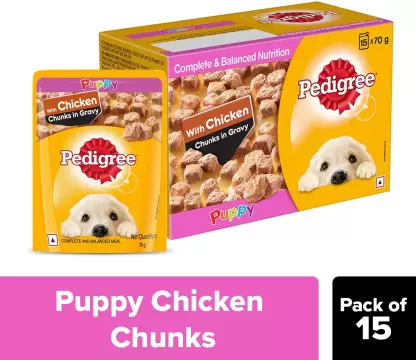 15 x 70 g
Complete & Balanced Nutrition
Pedigree
With Chicken
Chunks in Gravy
Puppy
Puppy
With Chicken
Chunks in Gravy
Pedigree
COMPLETE AND BALANCED MEAL
70 g
Puppy Chicken
Chunks
Pack of
15